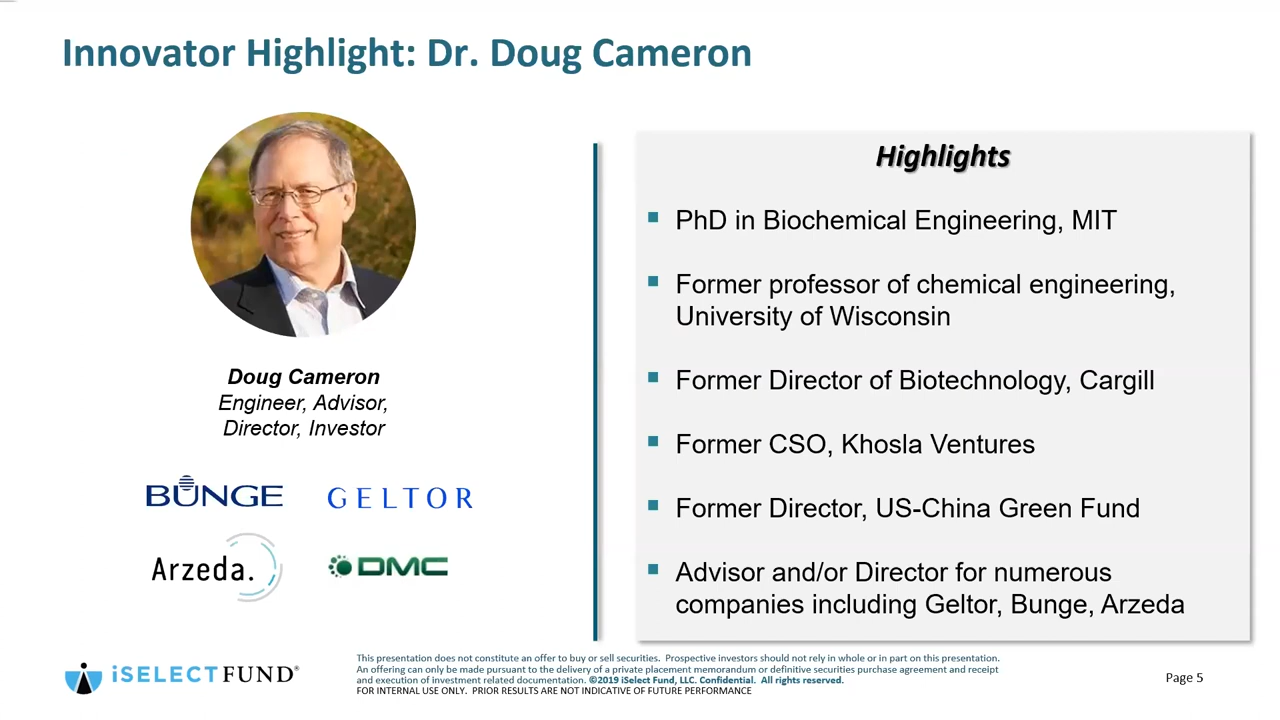 Innovator Highlight: Dr. Doug Cameron
Doug Cameron
Engineer, Advisor,
Director, Investor
BUNGE
GELTOR
Arzeda.
DMC
Highlights
PhD in Biochemical Engineering, MIT
Former professor of chemical engineering,
University of Wisconsin
Former Director of Biotechnology, Cargill
Former CSO, Khosla Ventures
Former Director, US-China Green Fund
Advisor and/or Director for numerous
companies including Geltor, Bunge, Arzeda
iSELECTFUND®
This presentation does not constitute an offer to buy or sell securities. Prospective investors should not rely in whole or in part on this presentation.
An offering can only be made pursuant to the delivery of a private placement memorandum or definitive securities purchase agreement and receipt
and execution of investment related documentation. ©2019 iSelect Fund, LLC. Confidential. All rights reserved.
FOR INTERNAL USE ONLY. PRIOR RESULTS ARE NOT INDICATIVE OF FUTURE PERFORMANCE
Page 5